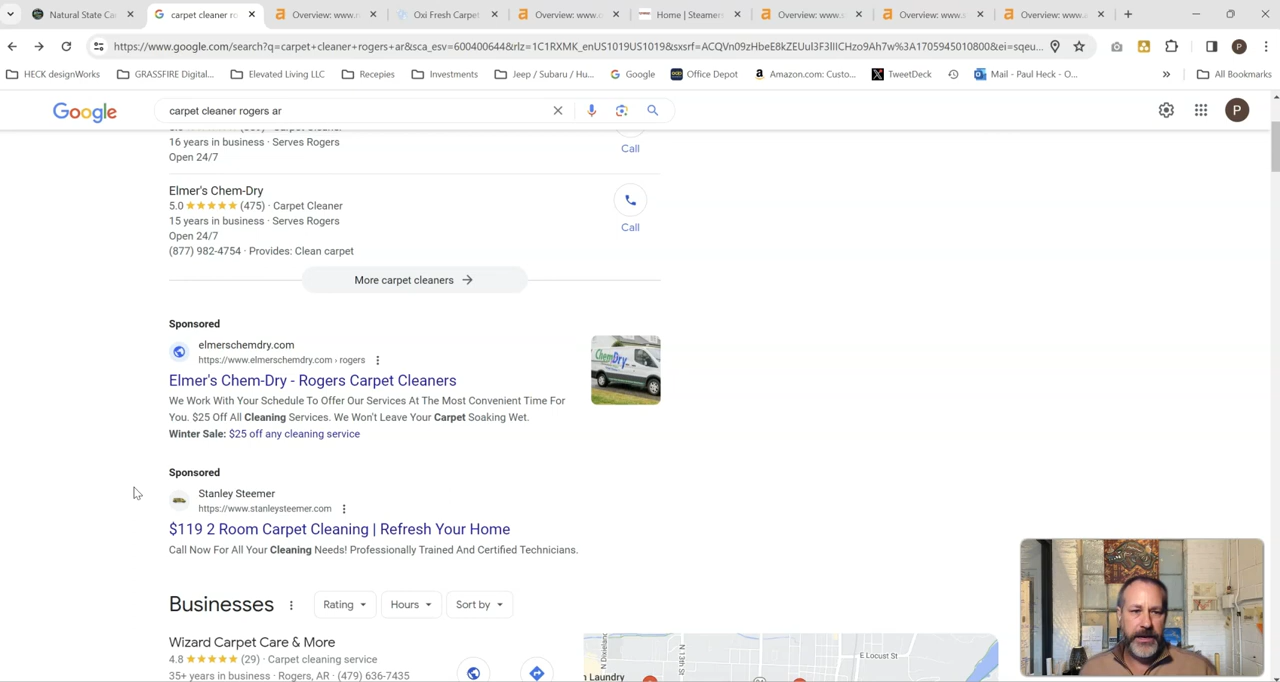 Natural State Ca
carpet cleaner ro
Overview: www.n
Oxi Fresh Carpet
Overview: www.c
Home | Steamers
Overview: www.s
Overview: www.s
Overview: www.a
https://www.google.com/search?q=carpet+cleaner+rogers+ar&sca_esv=600400644&rlz=1C1RXMK_enUS1019US1019&sxsrf=ACQVn09zHbeE8kZEUuI3F3IlICHzo9Ah7w%3A1705945010800&ei=sqeu...
HECK designWorks
GRASSFIRE Digital...
Elevated Living LLC
Recepies
Investments
Jeep / Subaru / Hu...
Google
Office Depot
Amazon.com: Custo...
TweetDeck
Mail - Paul Heck - O...
All Bookmarks
Google
carpet cleaner rogers ar
P
16 years in business · Serves Rogers
Open 24/7
Call
Elmer's Chem-Dry
5.0 (475) · Carpet Cleaner
15 years in business · Serves Rogers
Open 24/7
(877) 982-4754 · Provides: Clean carpet
Call
More carpet cleaners
Sponsored
elmerschemdry.com
https://www.elmerschemdry.com › rogers
Elmer's Chem-Dry - Rogers Carpet Cleaners
We Work With Your Schedule To Offer Our Services At The Most Convenient Time For
You. $25 Off All Cleaning Services. We Won't Leave Your Carpet Soaking Wet.
Winter Sale: $25 off any cleaning service
ChemDry
Sponsored
Stanley Steemer
https://www.stanleysteemer.com
$119 2 Room Carpet Cleaning | Refresh Your Home
Call Now For All Your Cleaning Needs! Professionally Trained And Certified Technicians.
Businesses
Rating
Hours
Sort by
Wizard Carpet Care & More
4.8 (29) · Carpet cleaning service
35+ years in business · Rogers, AR · (479) 636-7435
N Dixiela
N 13th St
E Locust St
n Laundry